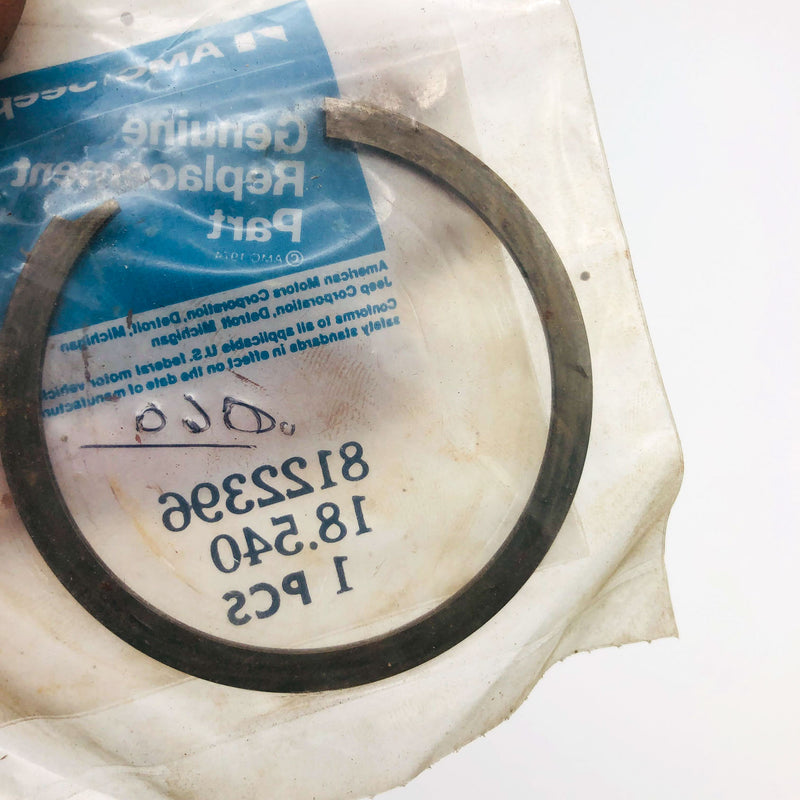 AMC/Jeep
Genuine
Replacement
Part
© AMC 1974
American Motors Corporation, Detroit, Michigan
Jeep Corporation, Detroit Michigan
Conforms to all applicable U.S. federal motor vehicle
safety standards in effect on the date of manufacture
8122396
18.540
1 PCS